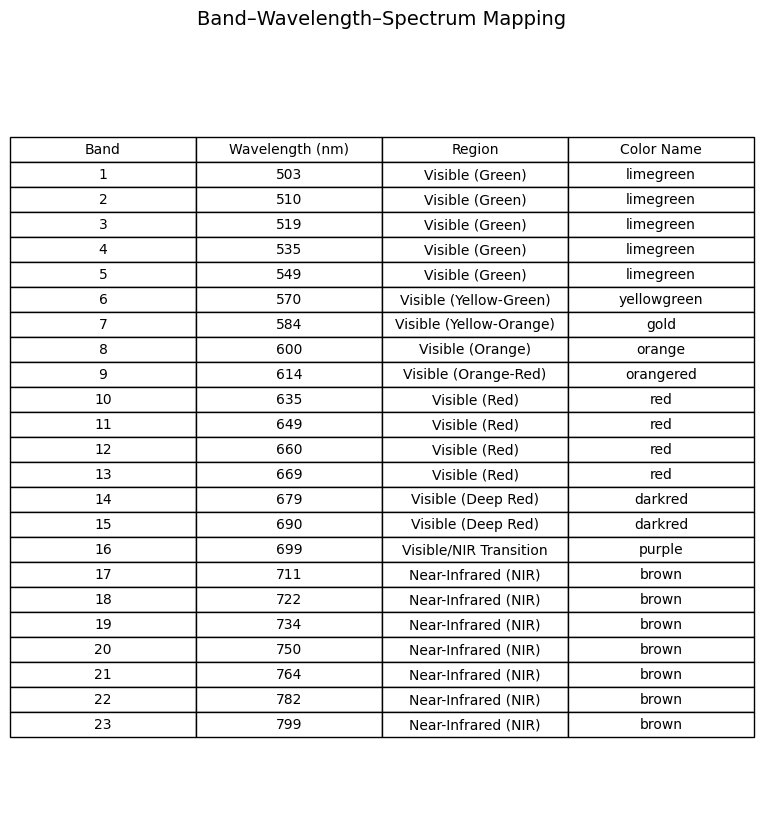 Band–Wavelength–Spectrum Mapping
Band Wavelength (nm) Region Color Name
1 503 Visible (Green) limegreen
2 510 Visible (Green) limegreen
3 519 Visible (Green) limegreen
4 535 Visible (Green) limegreen
5 549 Visible (Green) limegreen
6 570 Visible (Yellow-Green) yellowgreen
7 584 Visible (Yellow-Orange) gold
8 600 Visible (Orange) orange
9 614 Visible (Orange-Red) orangered
10 635 Visible (Red) red
11 649 Visible (Red) red
12 660 Visible (Red) red
13 669 Visible (Red) red
14 679 Visible (Deep Red) darkred
15 690 Visible (Deep Red) darkred
16 699 Visible/NIR Transition purple
17 711 Near-Infrared (NIR) brown
18 722 Near-Infrared (NIR) brown
19 734 Near-Infrared (NIR) brown
20 750 Near-Infrared (NIR) brown
21 764 Near-Infrared (NIR) brown
22 782 Near-Infrared (NIR) brown
23 799 Near-Infrared (NIR) brown